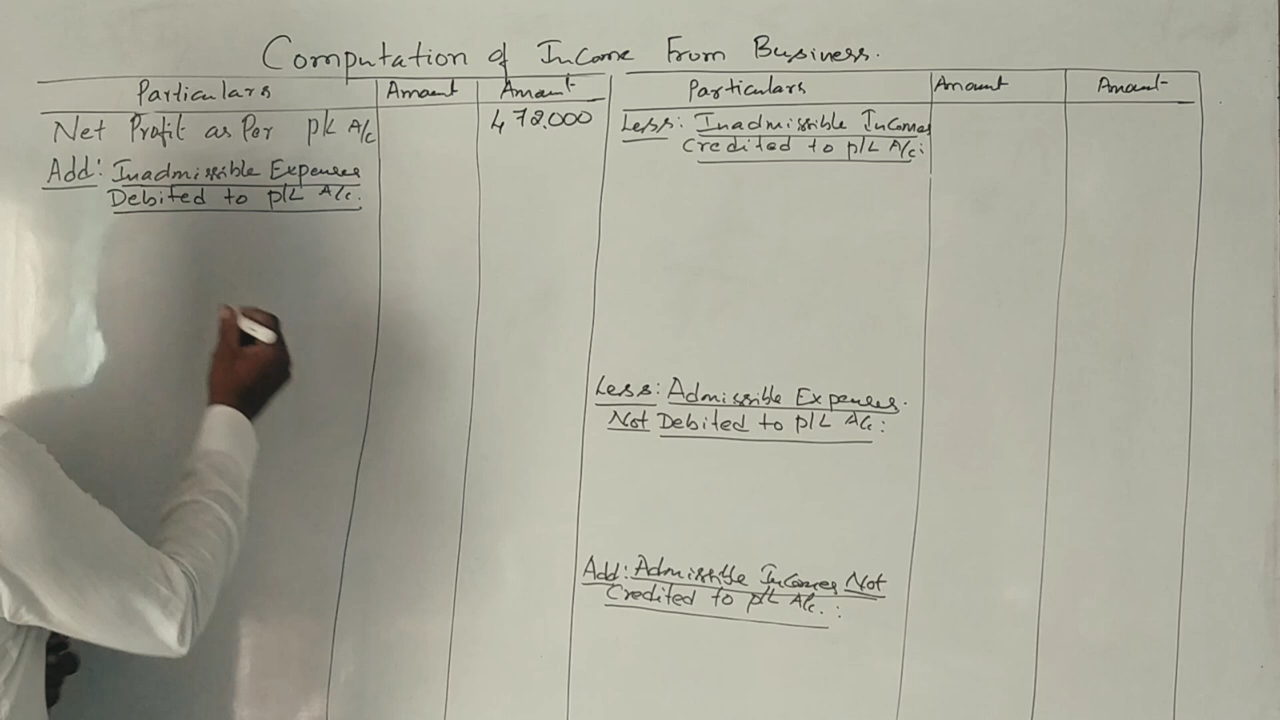 Computation of Income From Business.
Particulars Amount Amount
Net Profit as Per P/L A/c 472.000
Add: Inadmissible Expenses
Debited to P/L A/c.
Particulars Amount Amount
Less: Inadmissible Incomes
Credited to P/L A/c:
Less: Admissible Expenses.
Not Debited to P/L A/c:
Add: Admissible Incomes Not
Credited to P/L A/c. :